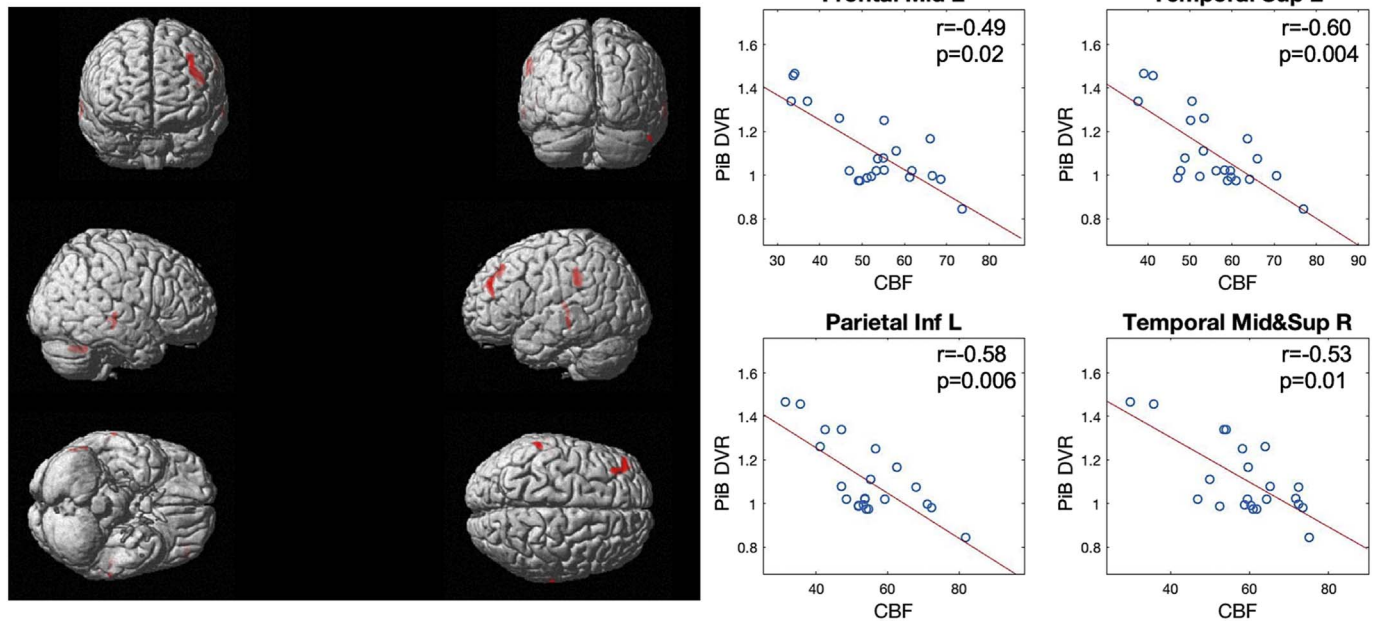 Frontal Mid L
Temporal Sup L
r=-0.49
p=0.02
PiB DVR
1.6
1.4
1.2
1
0.8
30 40 50 60 70 80
CBF
r=-0.60
p=0.004
PiB DVR
1.6
1.4
1.2
1
0.8
40 50 60 70 80 90
CBF
Parietal Inf L
r=-0.58
p=0.006
PiB DVR
1.6
1.4
1.2
1
0.8
40 60 80
CBF
Temporal Mid&Sup R
r=-0.53
p=0.01
PiB DVR
1.6
1.4
1.2
1
0.8
40 60 80
CBF